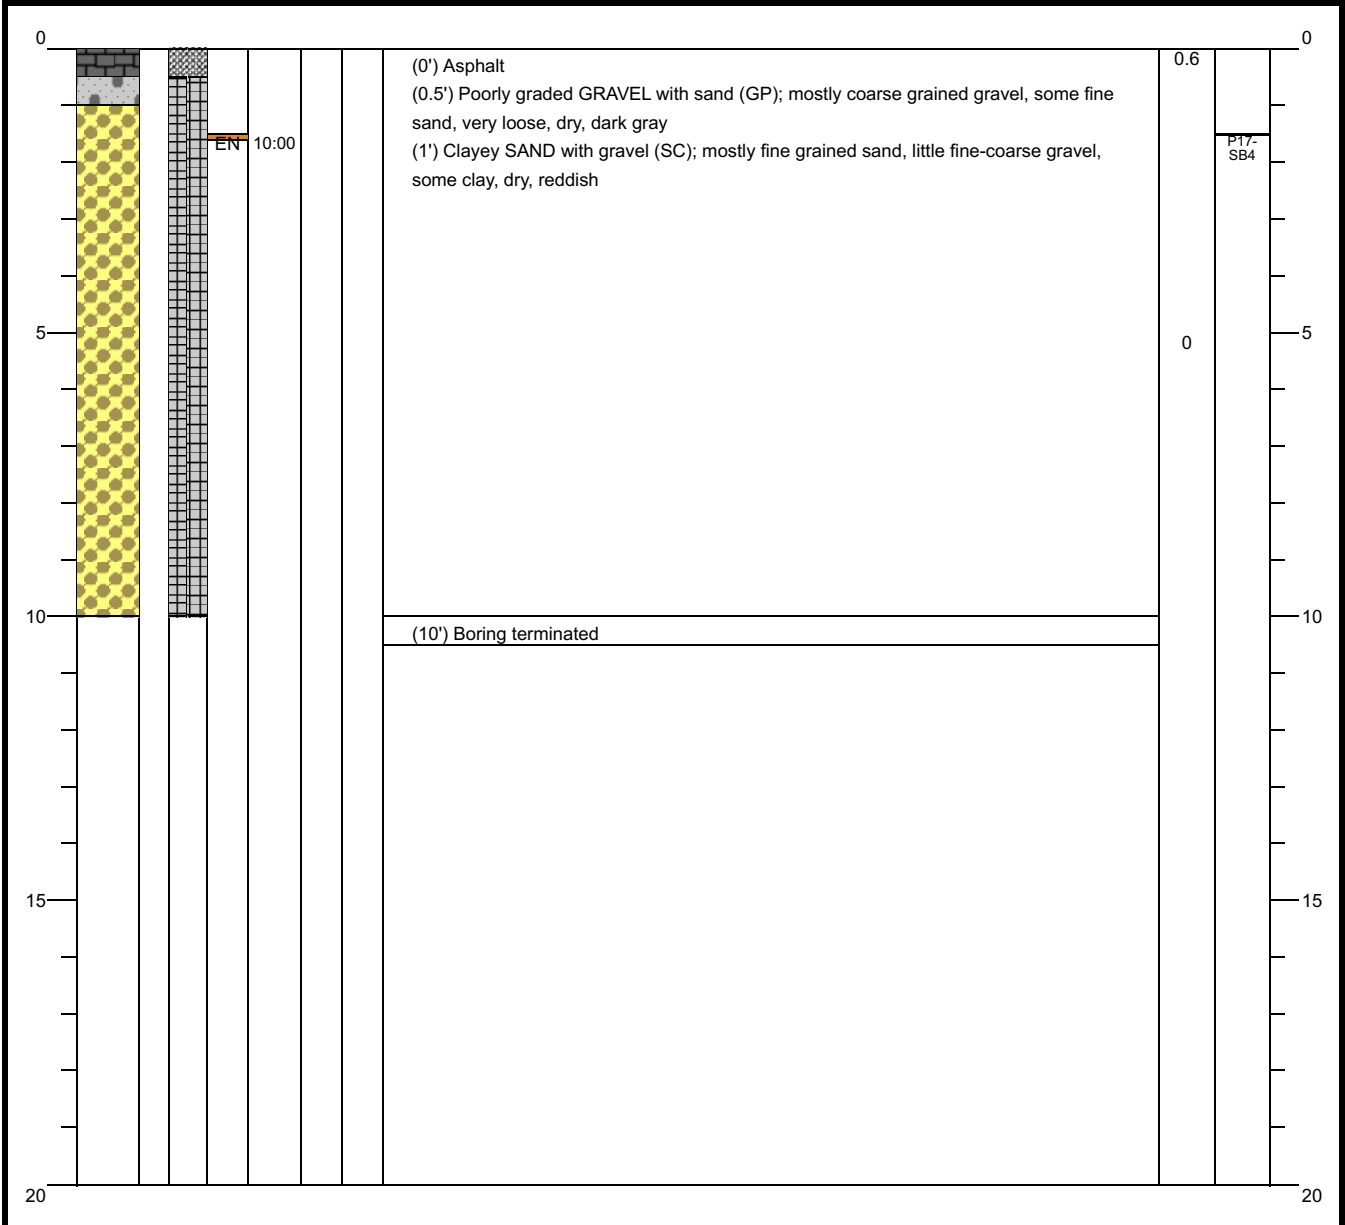 0
0
(0') Asphalt
0.6
(0.5') Poorly graded GRAVEL with sand (GP); mostly coarse grained gravel, some fine
sand, very loose, dry, dark gray
EN
10:00
(1') Clayey SAND with gravel (SC); mostly fine grained sand, little fine-coarse gravel,
some clay, dry, reddish
P17-
SB4
5
0
5
10
10
(10') Boring terminated
15
15
20
20